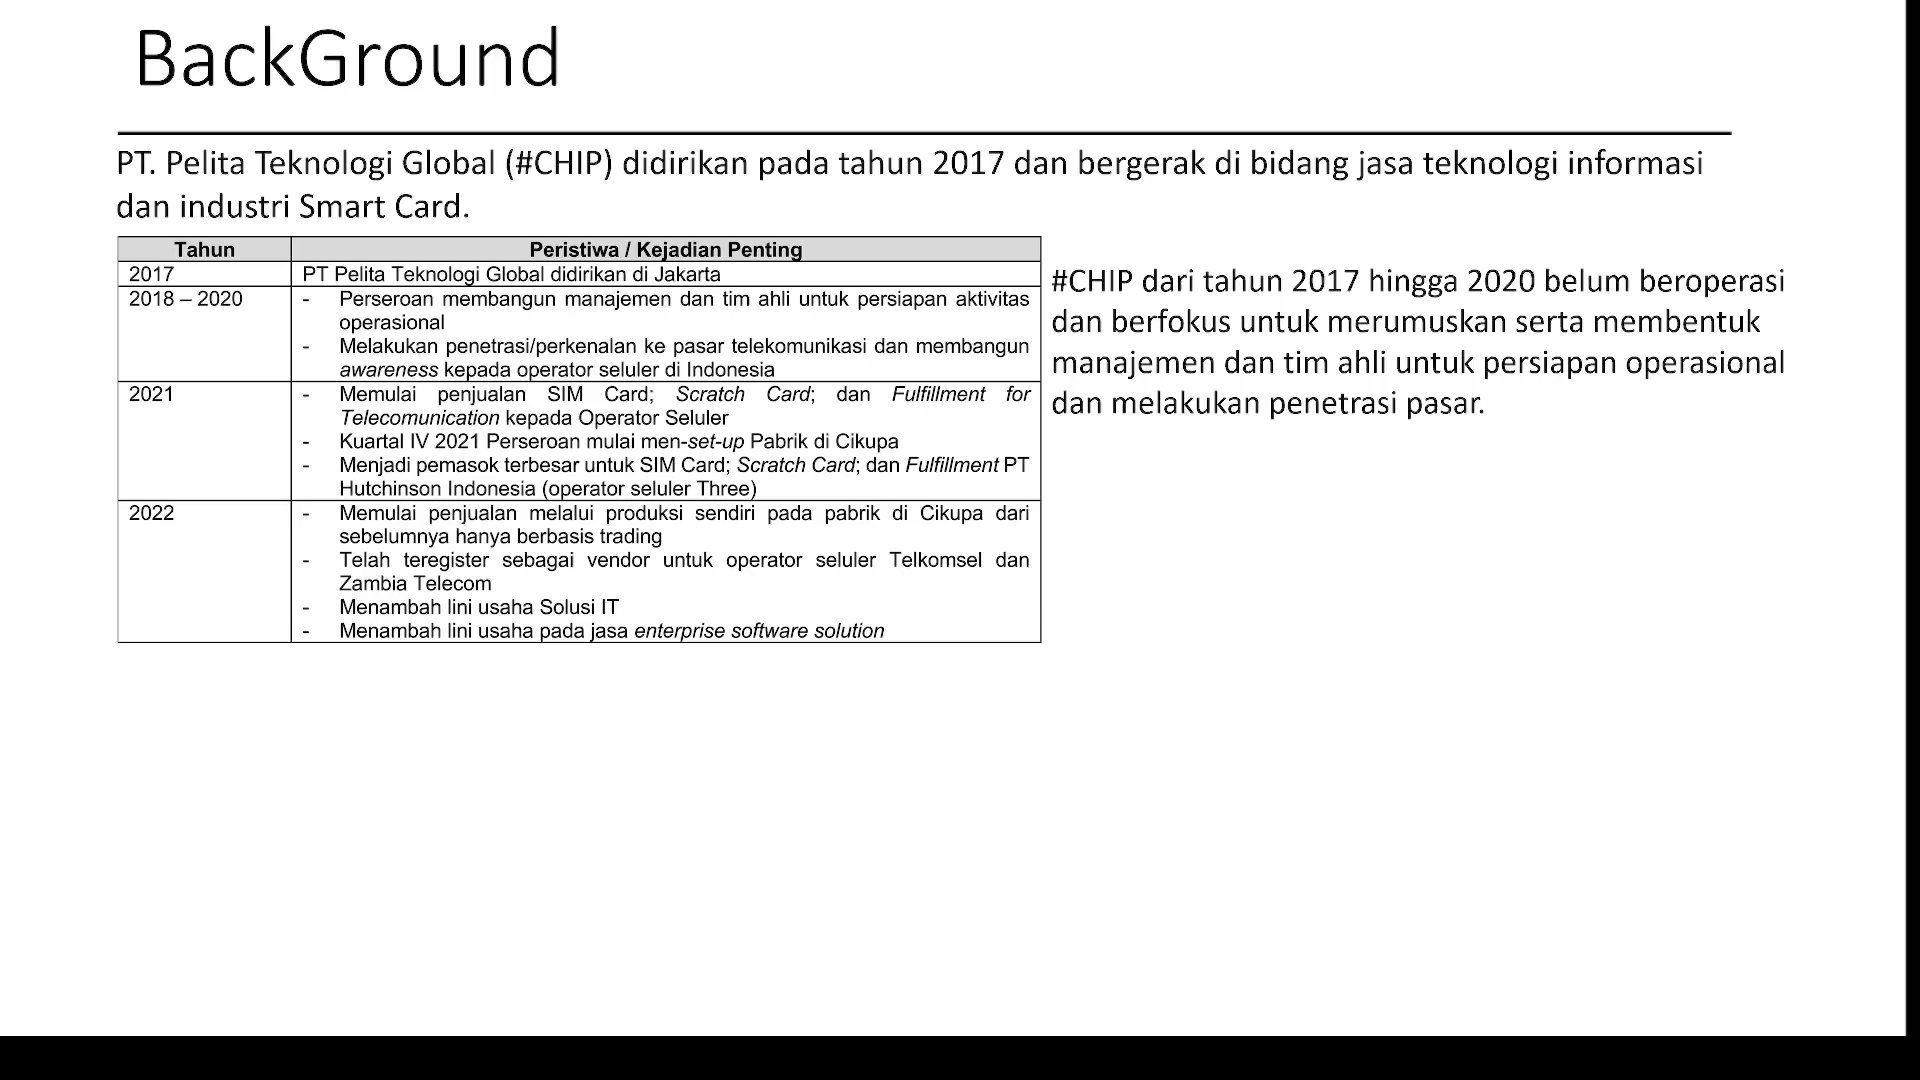 BackGround
PT. Pelita Teknologi Global (#CHIP) didirikan pada tahun 2017 dan bergerak di bidang jasa teknologi informasi
dan industri Smart Card.
Tahun Peristiwa / Kejadian Penting
2017 PT Pelita Teknologi Global didirikan di Jakarta
2018 – 2020 - Perseroan membangun manajemen dan tim ahli untuk persiapan aktivitas
operasional
- Melakukan penetrasi/perkenalan ke pasar telekomunikasi dan membangun
awareness kepada operator seluler di Indonesia
2021 - Memulai penjualan SIM Card; Scratch Card; dan Fulfillment for
Telecomunication kepada Operator Seluler
- Kuartal IV 2021 Perseroan mulai men-set-up Pabrik di Cikupa
- Menjadi pemasok terbesar untuk SIM Card; Scratch Card; dan Fulfillment PT
Hutchinson Indonesia (operator seluler Three)
2022 - Memulai penjualan melalui produksi sendiri pada pabrik di Cikupa dari
sebelumnya hanya berbasis trading
- Telah teregister sebagai vendor untuk operator seluler Telkomsel dan
Zambia Telecom
- Menambah lini usaha Solusi IT
- Menambah lini usaha pada jasa enterprise software solution
#CHIP dari tahun 2017 hingga 2020 belum beroperasi
dan berfokus untuk merumuskan serta membentuk
manajemen dan tim ahli untuk persiapan operasional
dan melakukan penetrasi pasar.